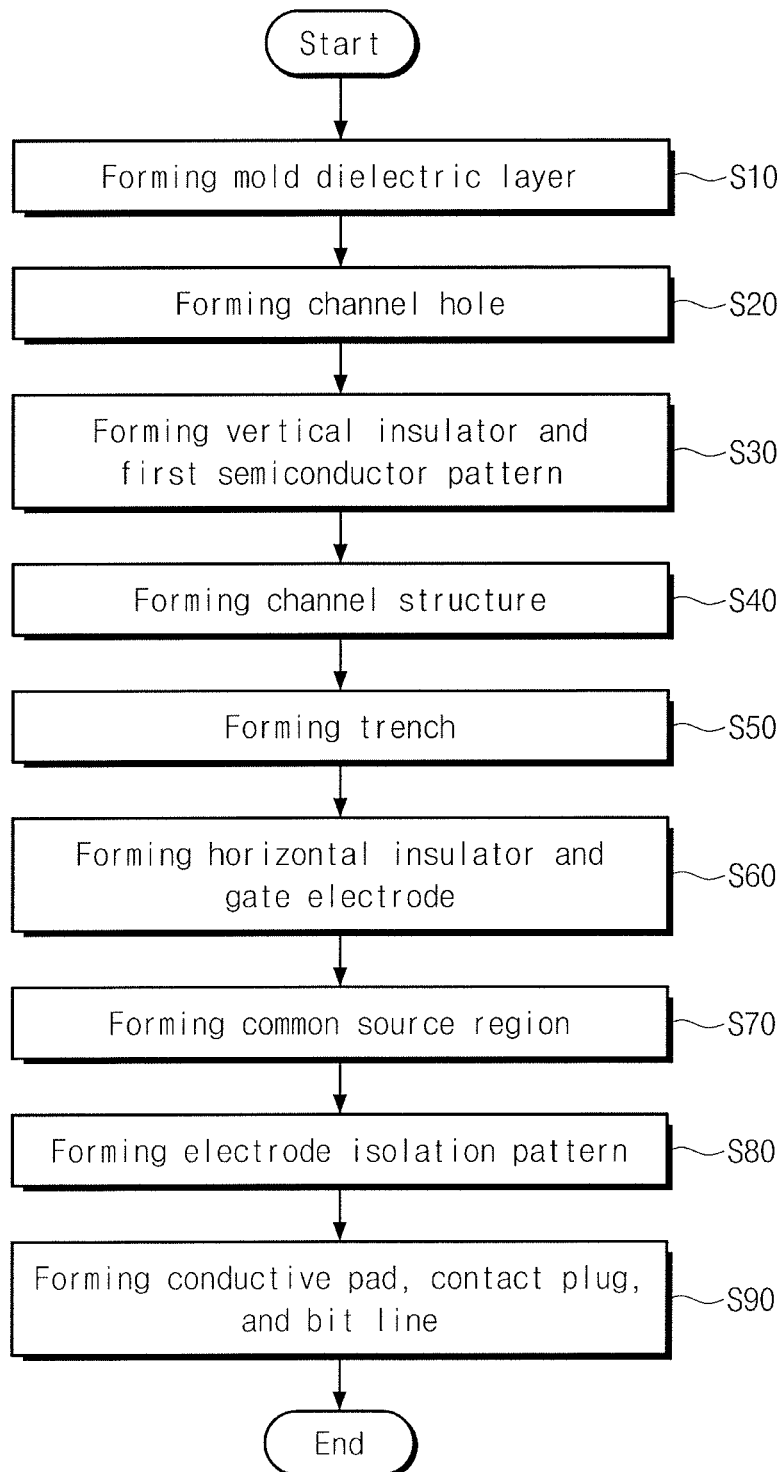 Start
Forming mold dielectric layer
S10
Forming channel hole
S20
Forming vertical insulator and
first semiconductor pattern
S30
Forming channel structure
S40
Forming trench
S50
Forming horizontal insulator and
gate electrode
S60
Forming common source region
S70
Forming electrode isolation pattern
S80
Forming conductive pad, contact plug,
and bit line
S90
End